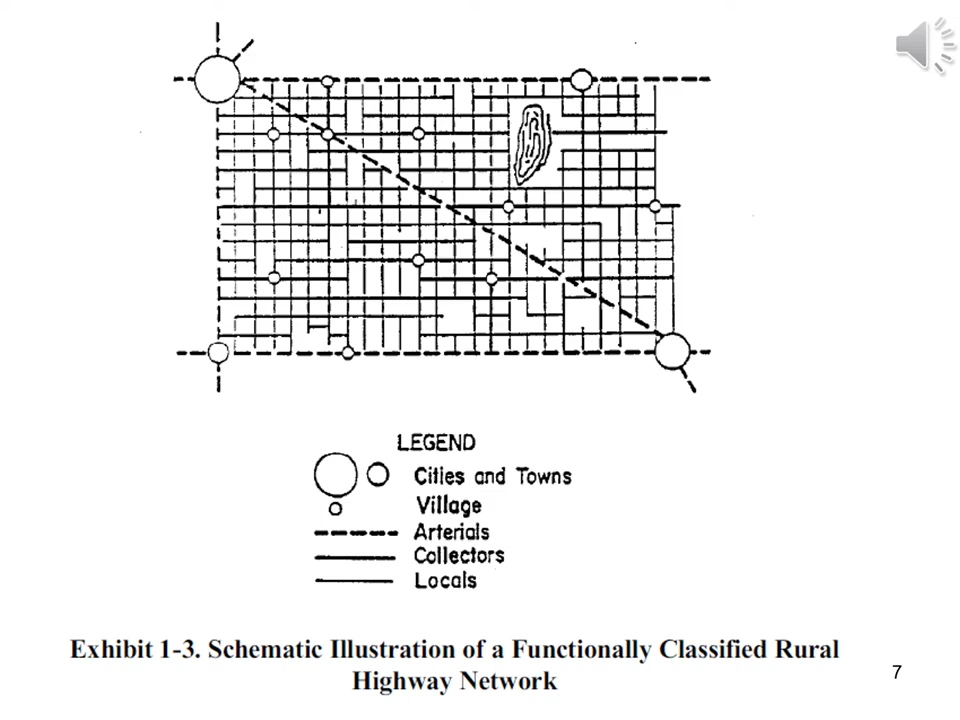 LEGEND
Cities and Towns
Village
Arterials
Collectors
Locals
Exhibit 1-3. Schematic Illustration of a Functionally Classified Rural
Highway Network
7